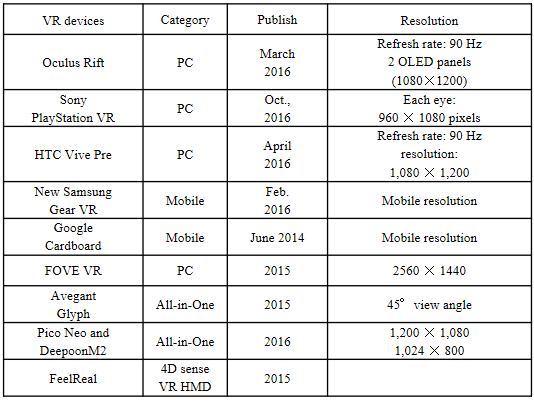 VR devices Category Publish Resolution
Oculus Rift PC March 2016 Refresh rate: 90 Hz
2 OLED panels
(1080×1200)
Sony
PlayStation VR PC Oct.,
2016 Each eye:
960 × 1080 pixels
HTC Vive Pre PC April
2016 Refresh rate: 90 Hz
resolution:
1,080 × 1,200
New Samsung
Gear VR Mobile Feb.
2016 Mobile resolution
Google
Cardboard Mobile June 2014 Mobile resolution
FOVE VR PC 2015 2560 × 1440
Avegant
Glyph All-in-One 2015 45° view angle
Pico Neo and
DeepoonM2 All-in-One 2016 1,200 × 1,080
1,024 × 800
FeelReal 4D sense
VR HMD 2015